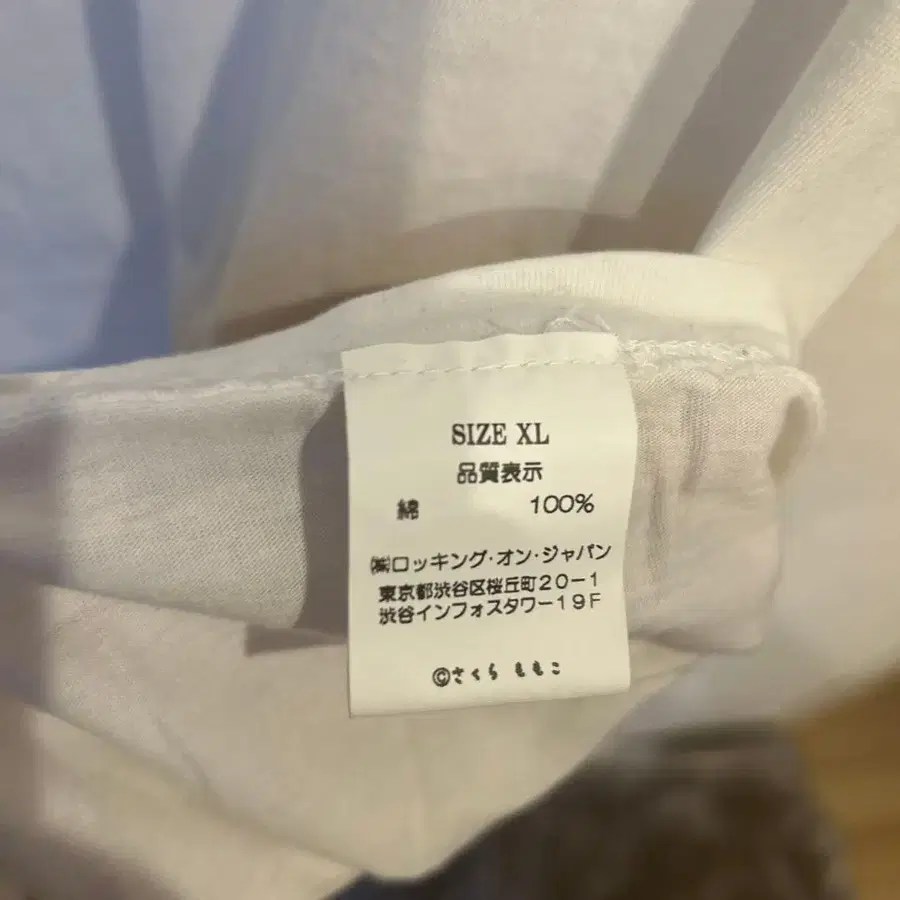 SIZE XL
品質表示
綿 100%
㈱ロッキング・オン・ジャパン
東京都渋谷区桜丘町20-1
渋谷インフォスタワー19F
©さくら ももこ